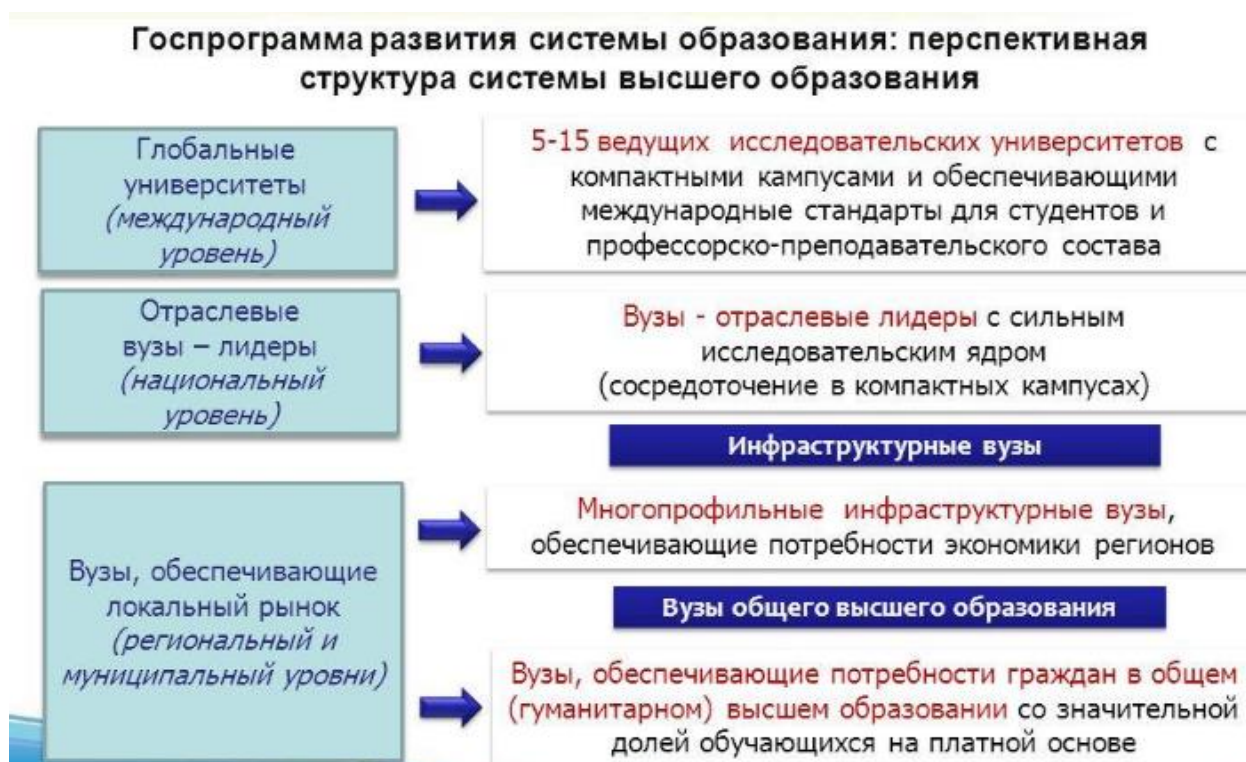 Госпрограмма развития системы образования: перспективная
структура системы высшего образования
Глобальные
университеты
(международный
уровень)
5-15 ведущих исследовательских университетов с
компактными кампусами и обеспечивающими
международные стандарты для студентов и
профессорско-преподавательского состава
Отраслевые
вузы – лидеры
(национальный
уровень)
Вузы - отраслевые лидеры с сильным
исследовательским ядром
(сосредоточение в компактных кампусах)
Инфраструктурные вузы
Вузы, обеспечивающие
локальный рынок
(региональный и
муниципальный уровни)
Многопрофильные инфраструктурные вузы,
обеспечивающие потребности экономики регионов
Вузы общего высшего образования
Вузы, обеспечивающие потребности граждан в общем
(гуманитарном) высшем образовании со значительной
долей обучающихся на платной основе